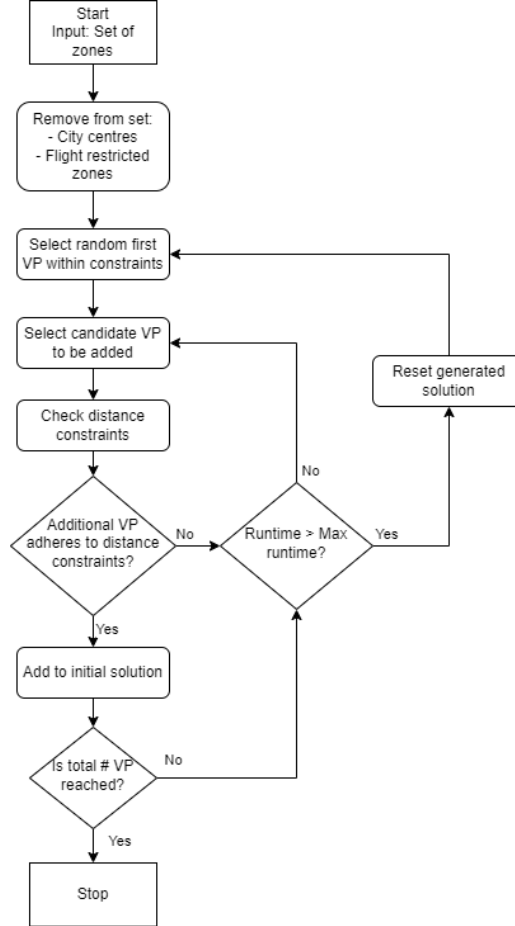 Start
Input: Set of
zones
Remove from set:
- City centres
- Flight restricted
zones
Select random first
VP within constraints
Select candidate VP
to be added
Reset generated
solution
Check distance
constraints
No
Additional VP
adheres to distance
constraints?
No
Runtime > Max
runtime?
Yes
Yes
Add to initial solution
Is total # VP
reached?
No
Yes
Stop